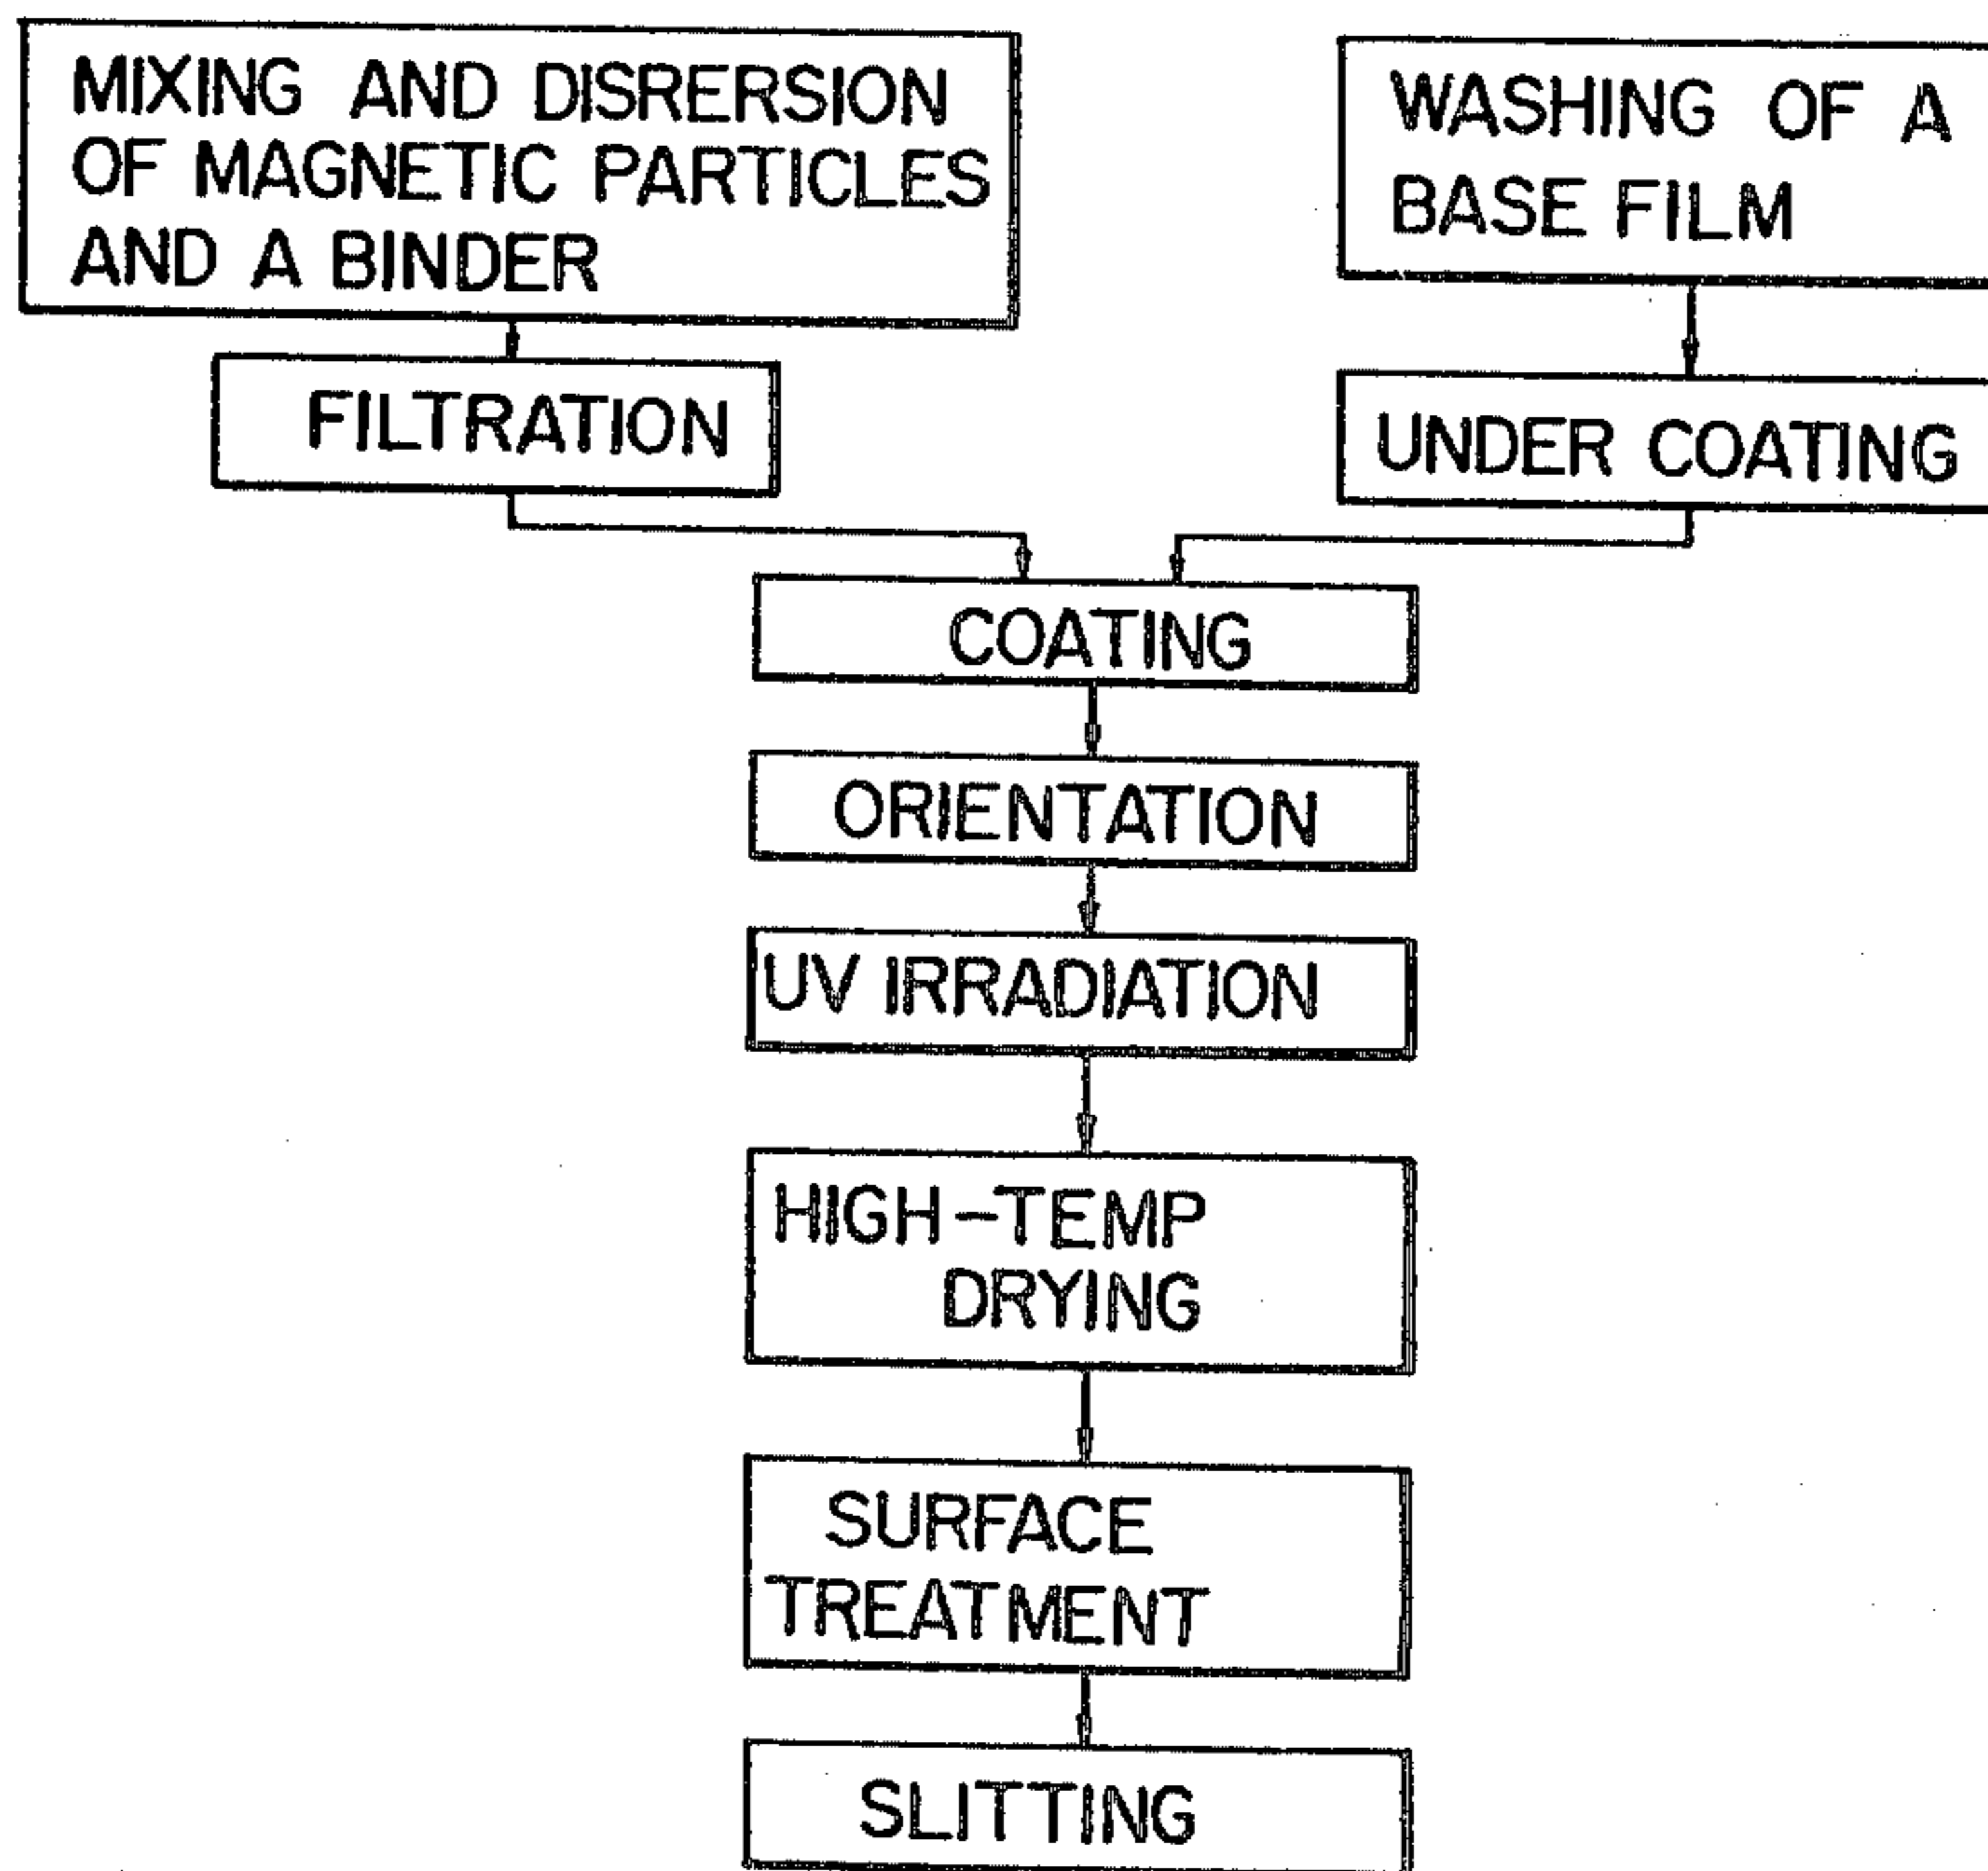 MIXING AND DISRERSION
OF MAGNETIC PARTICLES
AND A BINDER
WASHING OF A
BASE FILM
FILTRATION
UNDER COATING
COATING
ORIENTATION
UV IRRADIATION
HIGH-TEMP
DRYING
SURFACE
TREATMENT
SLITTING